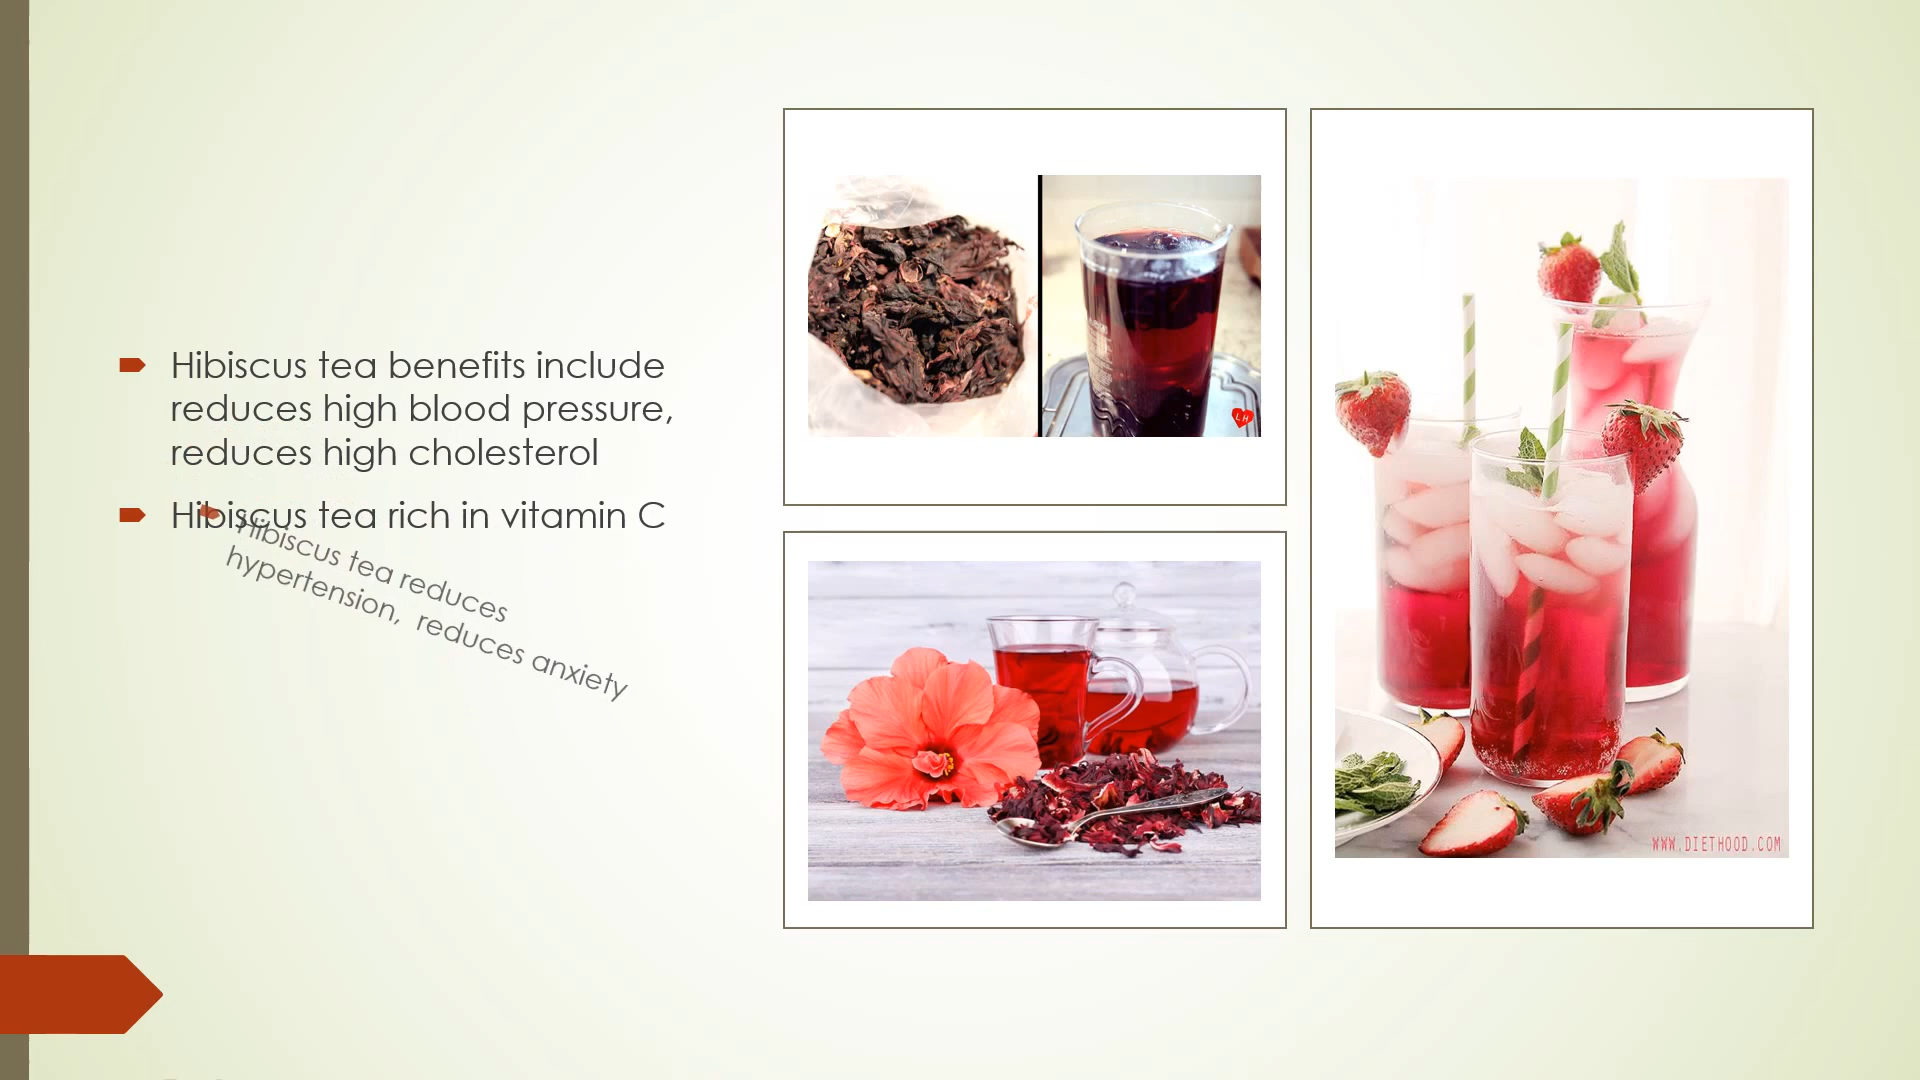 Hibiscus tea benefits include
reduces high blood pressure,
reduces high cholesterol
Hibiscus tea rich in vitamin C
Hibiscus tea reduces
hypertension, reduces anxiety
LH
WWW.DIETHOOD.COM